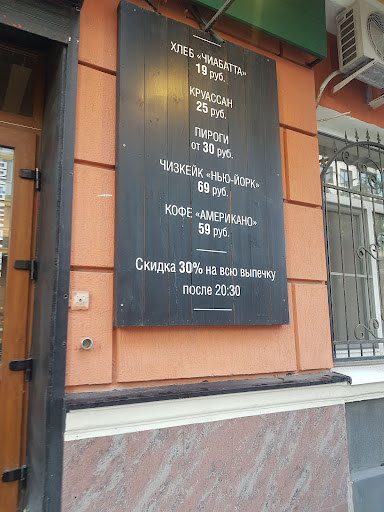 ХЛЕБ «ЧИАБАТТА»
19 руб.
КРУАССАН
25 руб.
ПИРОГИ
от 30 руб.
ЧИЗКЕЙК «НЬЮ-ЙОРК»
69 руб.
КОФЕ «АМЕРИКАНО»
59 руб.
Скидка 30% на всю выпечку
после 20:30